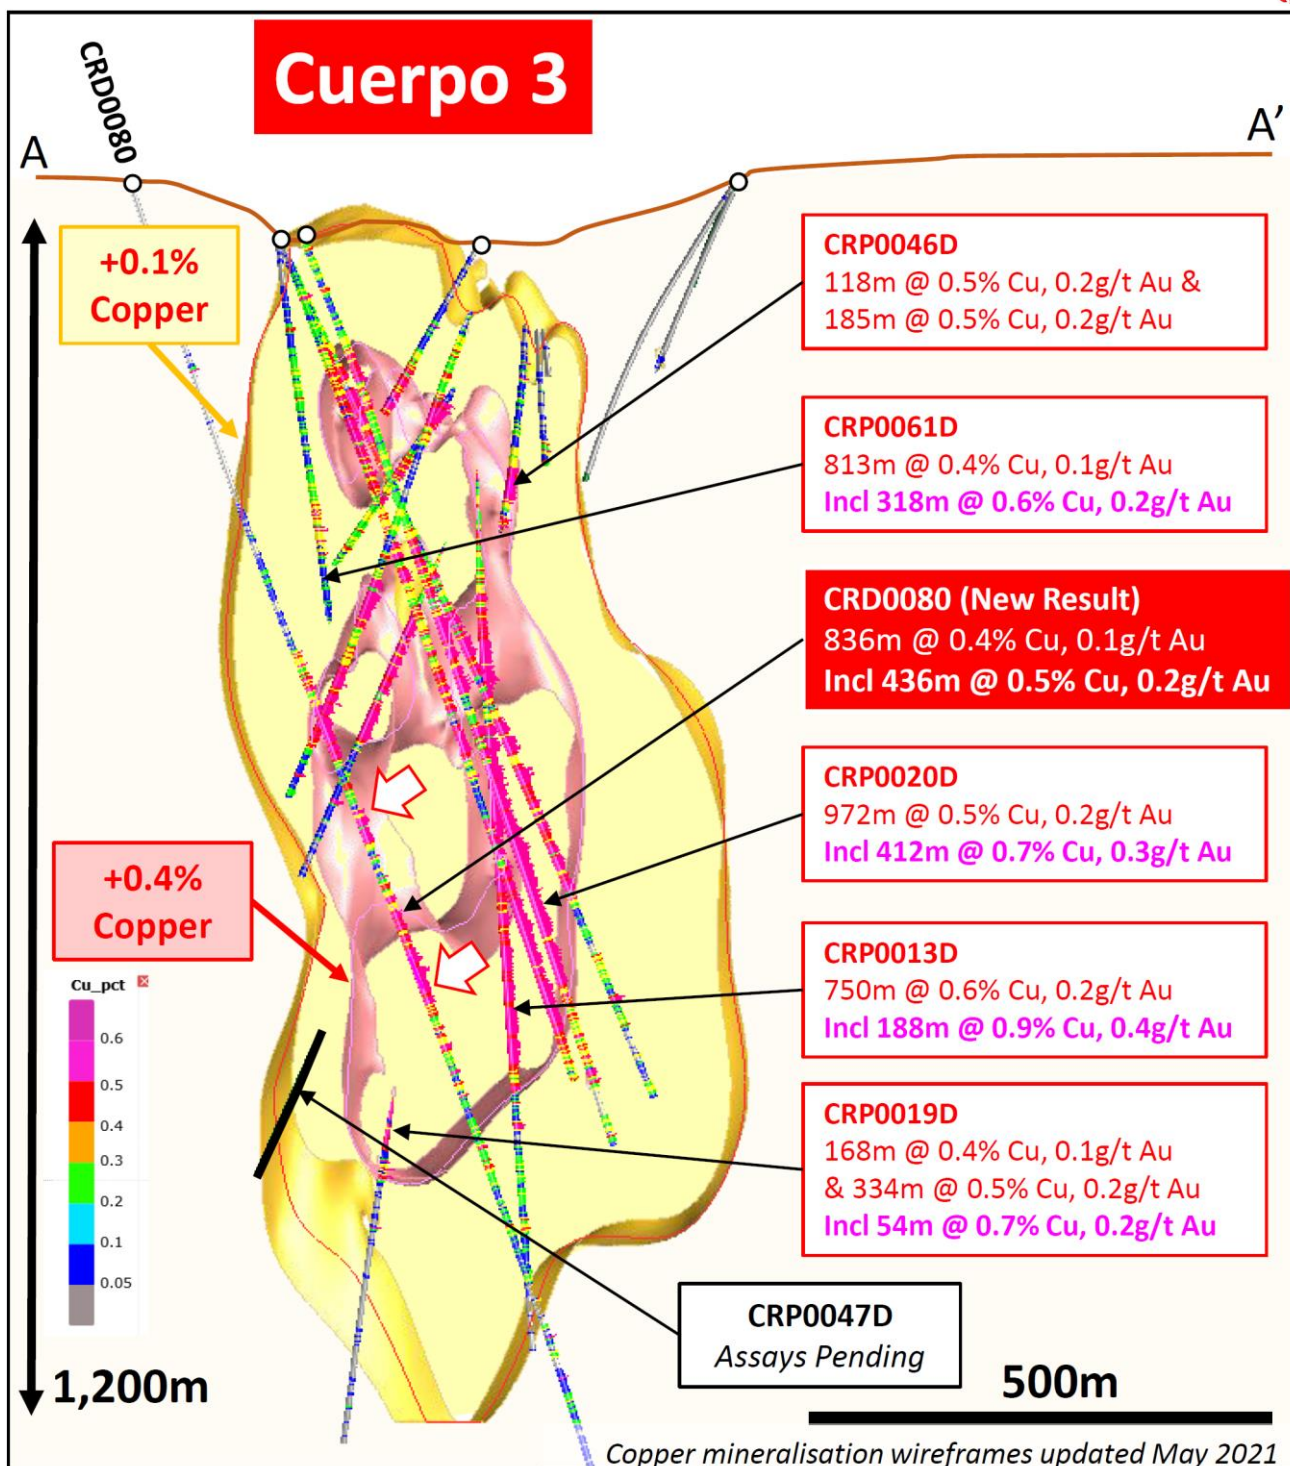 Cuerpo 3
CRD0080
A
A’
+0.1%
Copper
CRP0046D
118m @ 0.5% Cu, 0.2g/t Au &
185m @ 0.5% Cu, 0.2g/t Au
CRP0061D
813m @ 0.4% Cu, 0.1g/t Au
Incl 318m @ 0.6% Cu, 0.2g/t Au
CRD0080 (New Result)
836m @ 0.4% Cu, 0.1g/t Au
Incl 436m @ 0.5% Cu, 0.2g/t Au
CRP0020D
972m @ 0.5% Cu, 0.2g/t Au
Incl 412m @ 0.7% Cu, 0.3g/t Au
+0.4%
Copper
CRP0013D
750m @ 0.6% Cu, 0.2g/t Au
Incl 188m @ 0.9% Cu, 0.4g/t Au
Cu_pct
0.6
0.5
0.4
0.3
0.2
0.1
0.05
CRP0019D
168m @ 0.4% Cu, 0.1g/t Au
& 334m @ 0.5% Cu, 0.2g/t Au
Incl 54m @ 0.7% Cu, 0.2g/t Au
CRP0047D
Assays Pending
1,200m
500m
Copper mineralisation wireframes updated May 2021